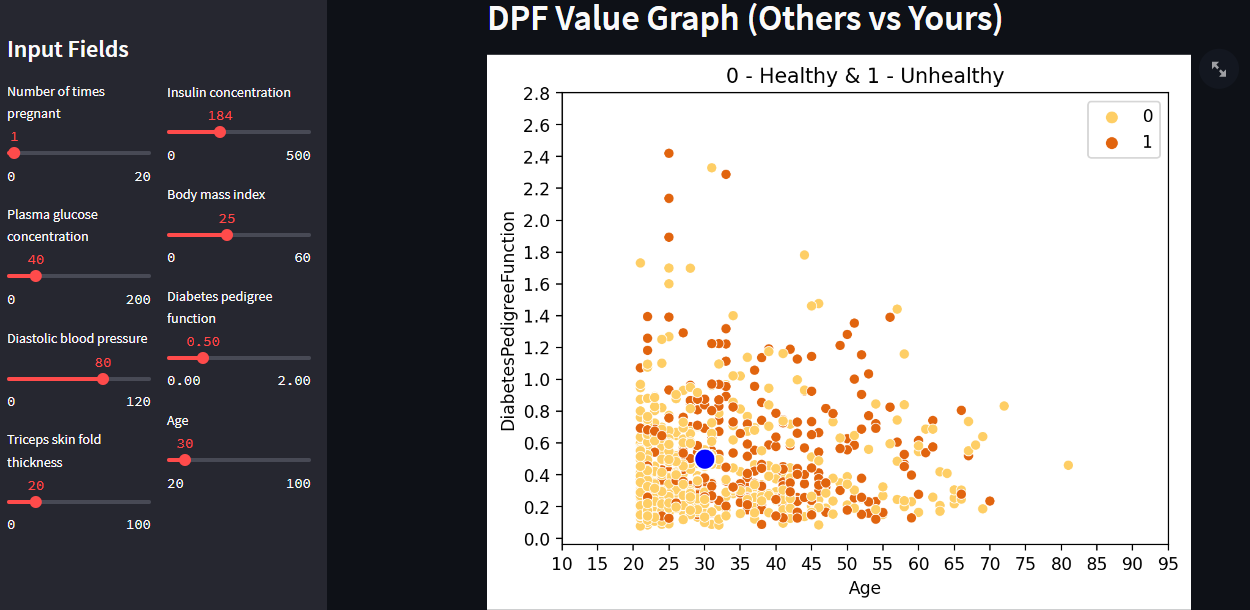 Input Fields
Number of times
pregnant
1
0 20
Plasma glucose
concentration
40
0 200
Diastolic blood pressure
80
0 120
Triceps skin fold
thickness
20
0 100
Insulin concentration
184
0 500
Body mass index
25
0 60
Diabetes pedigree
function
0.50
0.00 2.00
Age
30
20 100
DPF Value Graph (Others vs Yours)
0 - Healthy & 1 - Unhealthy
0
1
DiabetesPedigreeFunction
2.8
2.6
2.4
2.2
2.0
1.8
1.6
1.4
1.2
1.0
0.8
0.6
0.4
0.2
0.0
10 15 20 25 30 35 40 45 50 55 60 65 70 75 80 85 90 95
Age